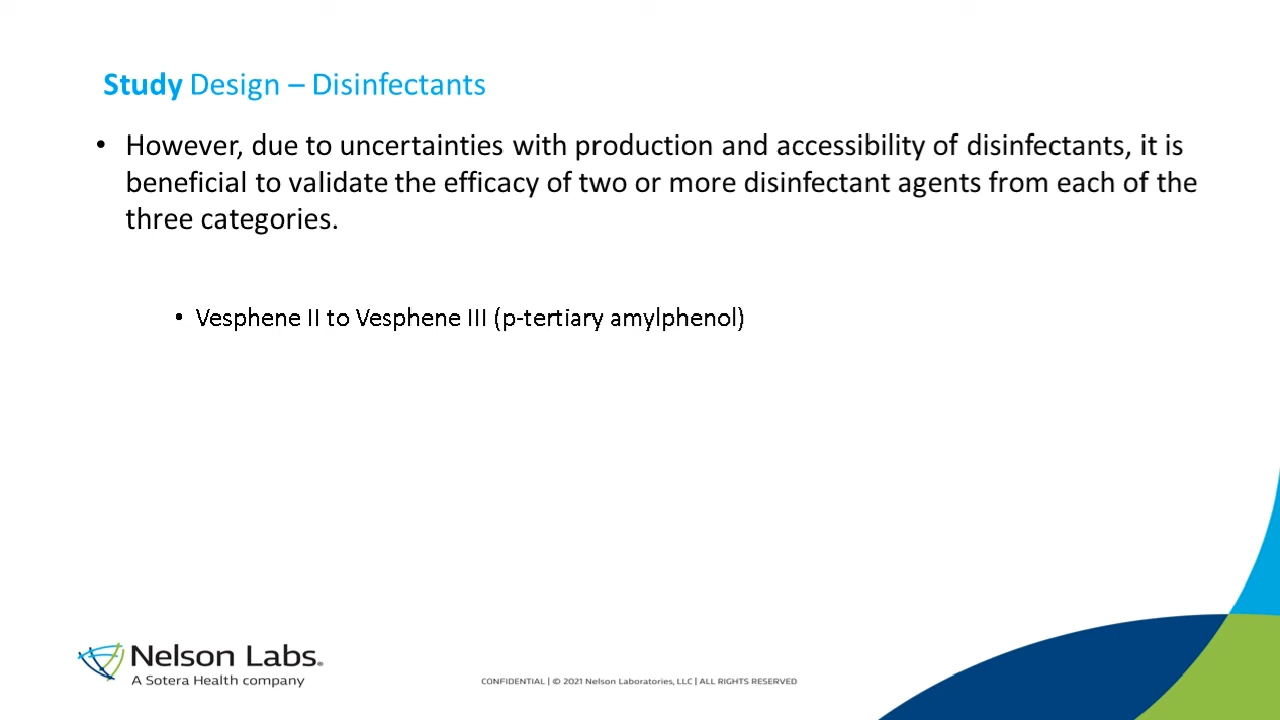 Study Design – Disinfectants
• However, due to uncertainties with production and accessibility of disinfectants, it is
beneficial to validate the efficacy of two or more disinfectant agents from each of the
three categories.
• Vesphene II to Vesphene III (p-tertiary amylphenol)
Nelson Labs®
A Sotera Health company
CONFIDENTIAL | © 2021 Nelson Laboratories, LLC | ALL RIGHTS RESERVED